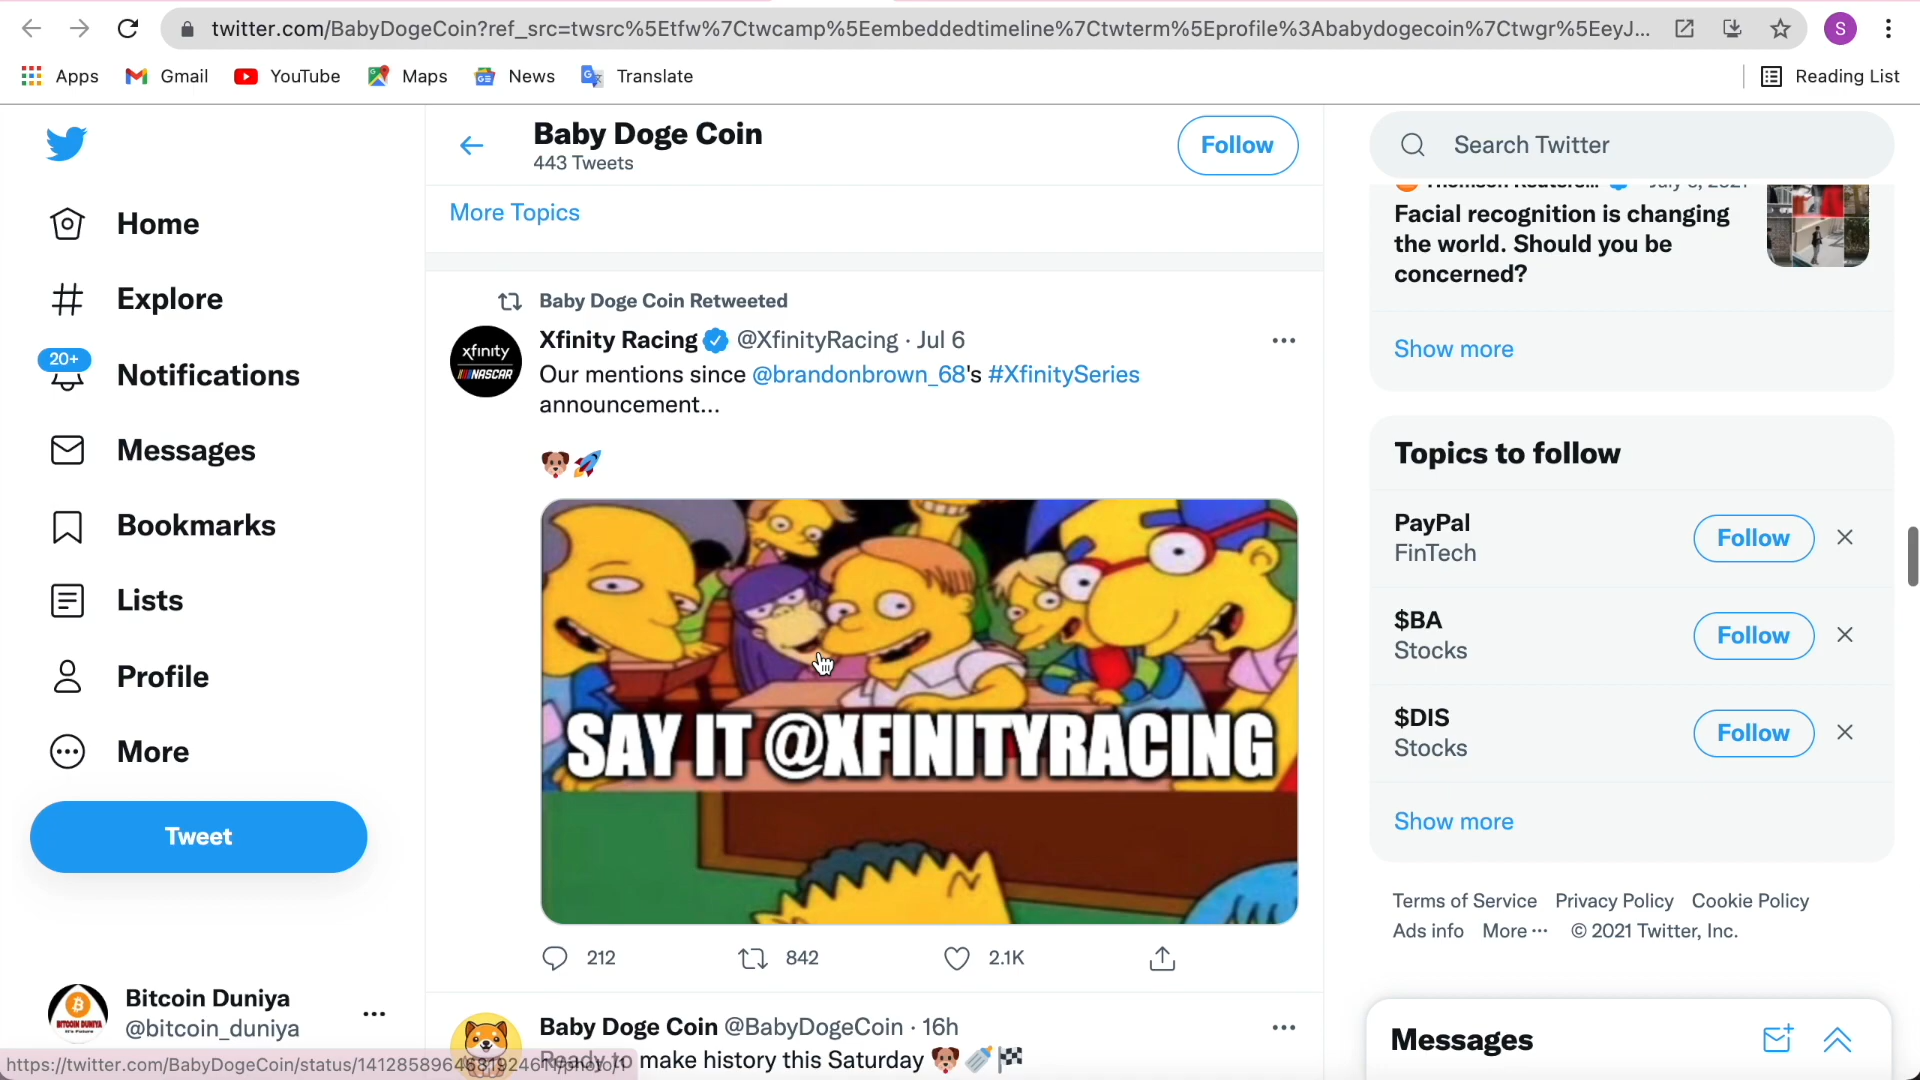 twitter.com/BabyDogeCoin?ref_src=twsrc%5Etfw%7Ctwcamp%5Eembeddedtimeline%7Ctwterm%5Eprofile%3Ababydogecoin%7Ctwgr%5EeyJ...
S
Apps Gmail YouTube Maps News Translate Reading List
Baby Doge Coin
443 Tweets
Follow
Search Twitter
Home
Explore
20+
Notifications
Messages
Bookmarks
Lists
Profile
More
Tweet
Bitcoin Duniya
@bitcoin_duniya
More Topics
Baby Doge Coin Retweeted
xfinity
NASCAR
Xfinity Racing @XfinityRacing · Jul 6
Our mentions since @brandonbrown_68's #XfinitySeries
announcement...
SAY IT @XFINITYRACING
212 842 2.1K
Baby Doge Coin @BabyDogeCoin · 16h
Ready to make history this Saturday
Facial recognition is changing
the world. Should you be
concerned?
Show more
Topics to follow
PayPal
FinTech
Follow
$BA
Stocks
Follow
$DIS
Stocks
Follow
Show more
Terms of Service Privacy Policy Cookie Policy
Ads info More ··· © 2021 Twitter, Inc.
Messages